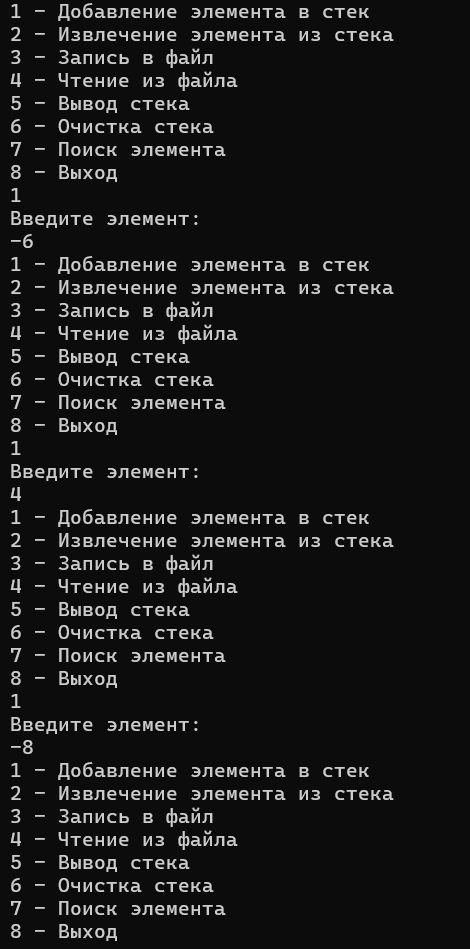 1 - Добавление элемента в стек
2 - Извлечение элемента из стека
3 - Запись в файл
4 - Чтение из файла
5 - Вывод стека
6 - Очистка стека
7 - Поиск элемента
8 - Выход
1
Введите элемент:
-6
1 - Добавление элемента в стек
2 - Извлечение элемента из стека
3 - Запись в файл
4 - Чтение из файла
5 - Вывод стека
6 - Очистка стека
7 - Поиск элемента
8 - Выход
1
Введите элемент:
4
1 - Добавление элемента в стек
2 - Извлечение элемента из стека
3 - Запись в файл
4 - Чтение из файла
5 - Вывод стека
6 - Очистка стека
7 - Поиск элемента
8 - Выход
1
Введите элемент:
-8
1 - Добавление элемента в стек
2 - Извлечение элемента из стека
3 - Запись в файл
4 - Чтение из файла
5 - Вывод стека
6 - Очистка стека
7 - Поиск элемента
8 - Выход